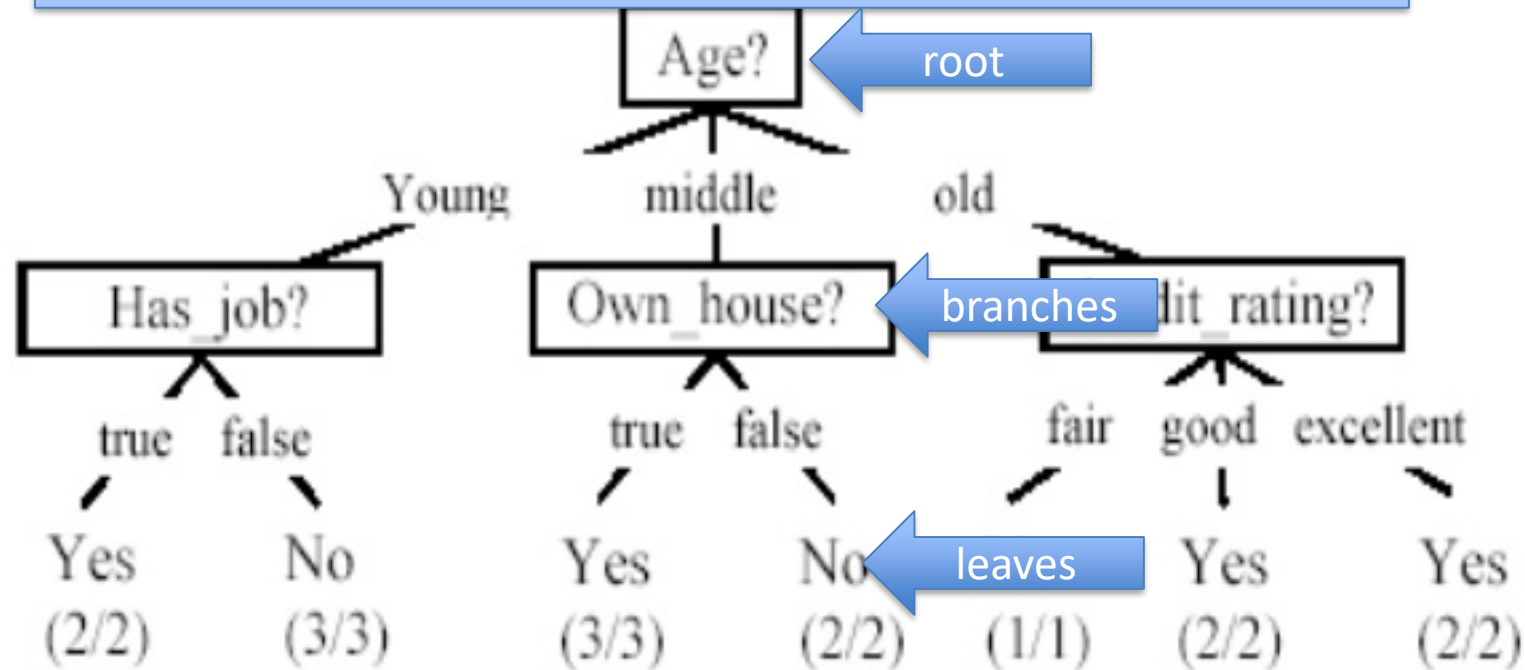 Age?
root
Young middle old
Has_job? Own_house? branches dit_rating?
true false true false fair good excellent
Yes No Yes No leaves Yes Yes
(2/2) (3/3) (3/3) (2/2) (1/1) (2/2) (2/2)